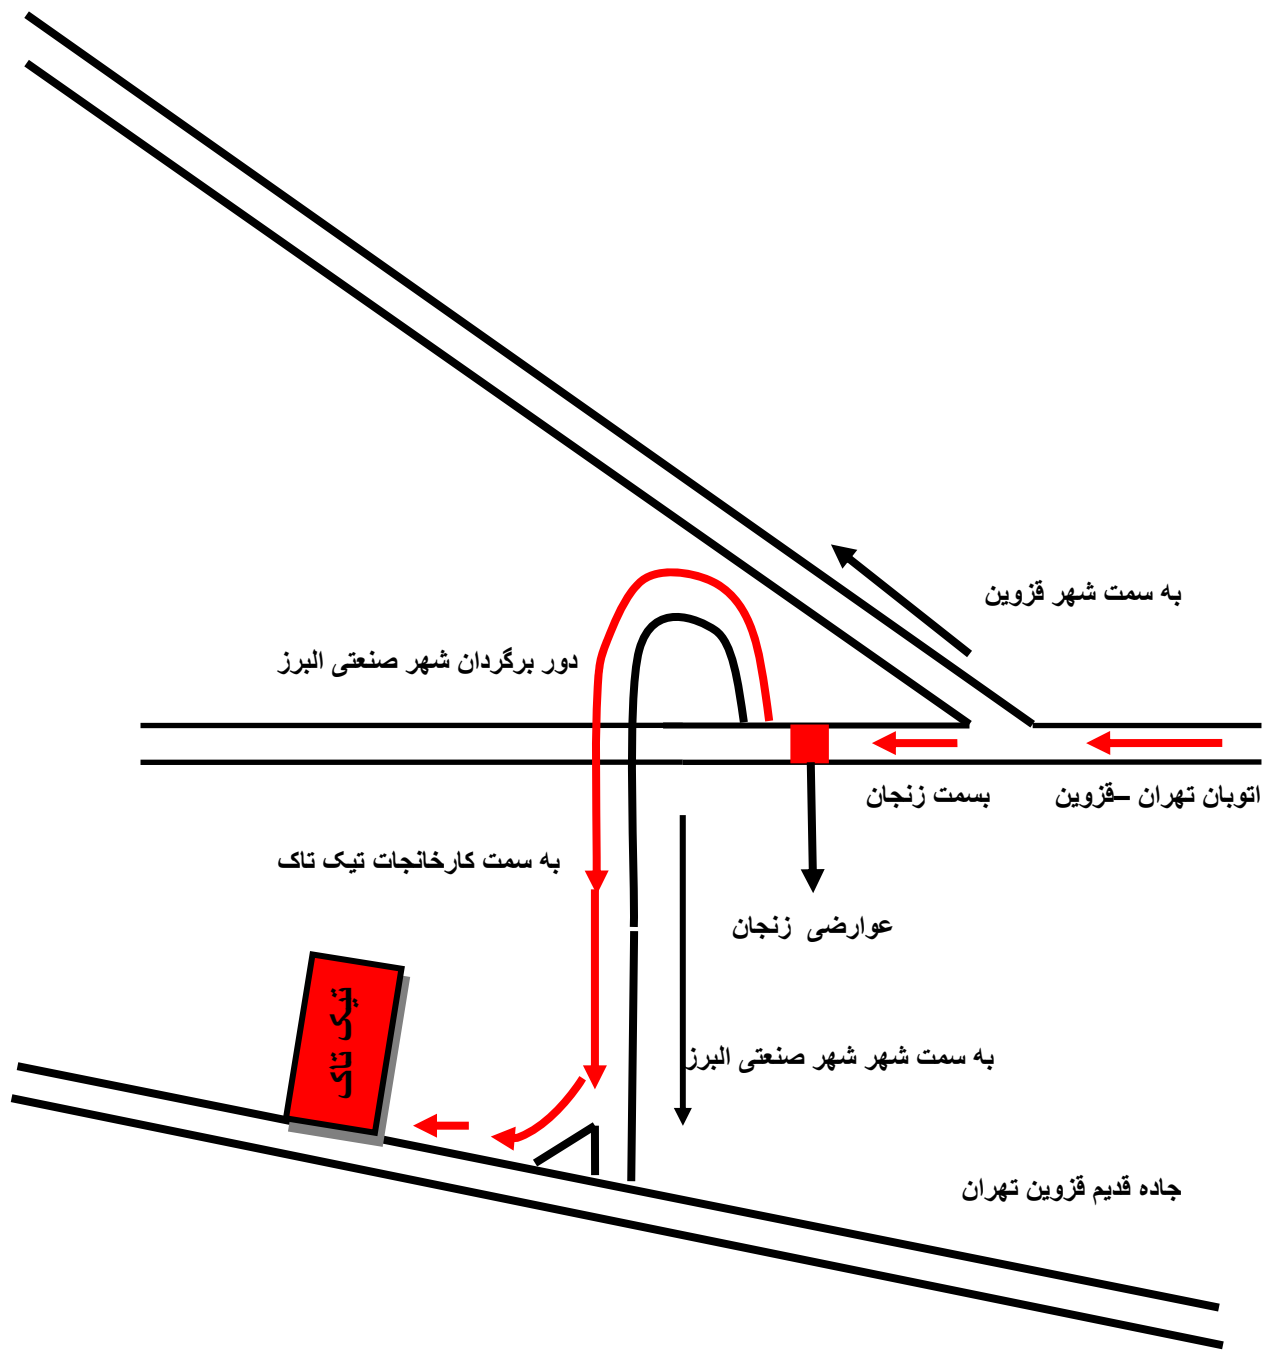 به سمت شهر قزوین
دور برگردان شهر صنعتی البرز
اتوبان تهران –قزوین
بسمت زنجان
به سمت کارخانجات تیک تاک
عوارضی زنجان
تیک تاک
به سمت شهر شهر صنعتی البرز
جاده قدیم قزوین تهران